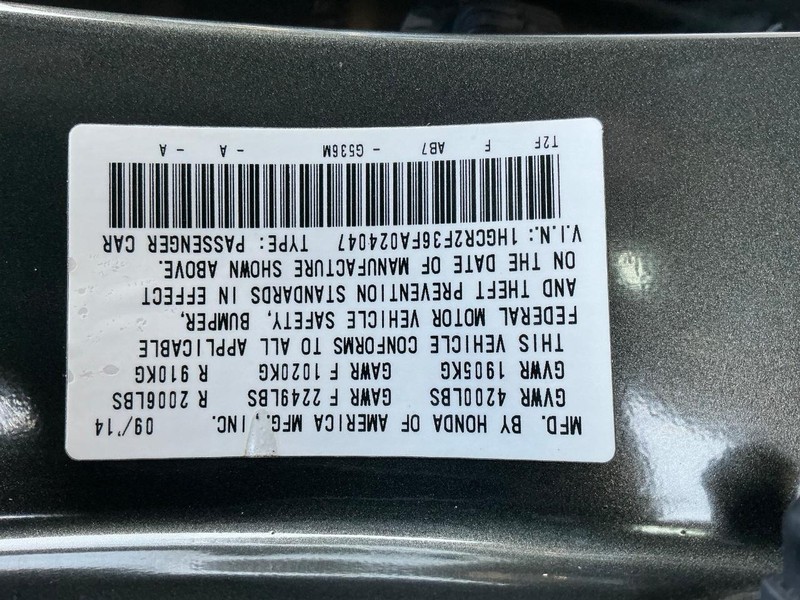 MFD. BY HONDA OF AMERICA MFG., INC. 09/'14
GVWR 4200LBS GAWR F 2249LBS R 2006LBS
GVWR 1905KG GAWR F 1020KG R 910KG
THIS VEHICLE CONFORMS TO ALL APPLICABLE
FEDERAL MOTOR VEHICLE SAFETY, BUMPER,
AND THEFT PREVENTION STANDARDS IN EFFECT
ON THE DATE OF MANUFACTURE SHOWN ABOVE.
V.I.N.: 1HGCR2F36FA024047 TYPE: PASSENGER CAR
T2F F AB7 - G536M - A - A